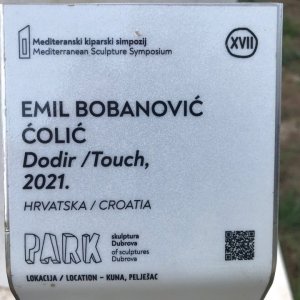 Mediteranski kiparski simpozij
Mediterranean Sculpture Symposium
XVII
EMIL BOBANOVIĆ
ĆOLIĆ
Dodir /Touch,
2021.
HRVATSKA / CROATIA
PARK
skulptura
Dubrova
of sculptures
Dubrova
LOKACIJA / LOCATION - KUNA, PELJEŠAC